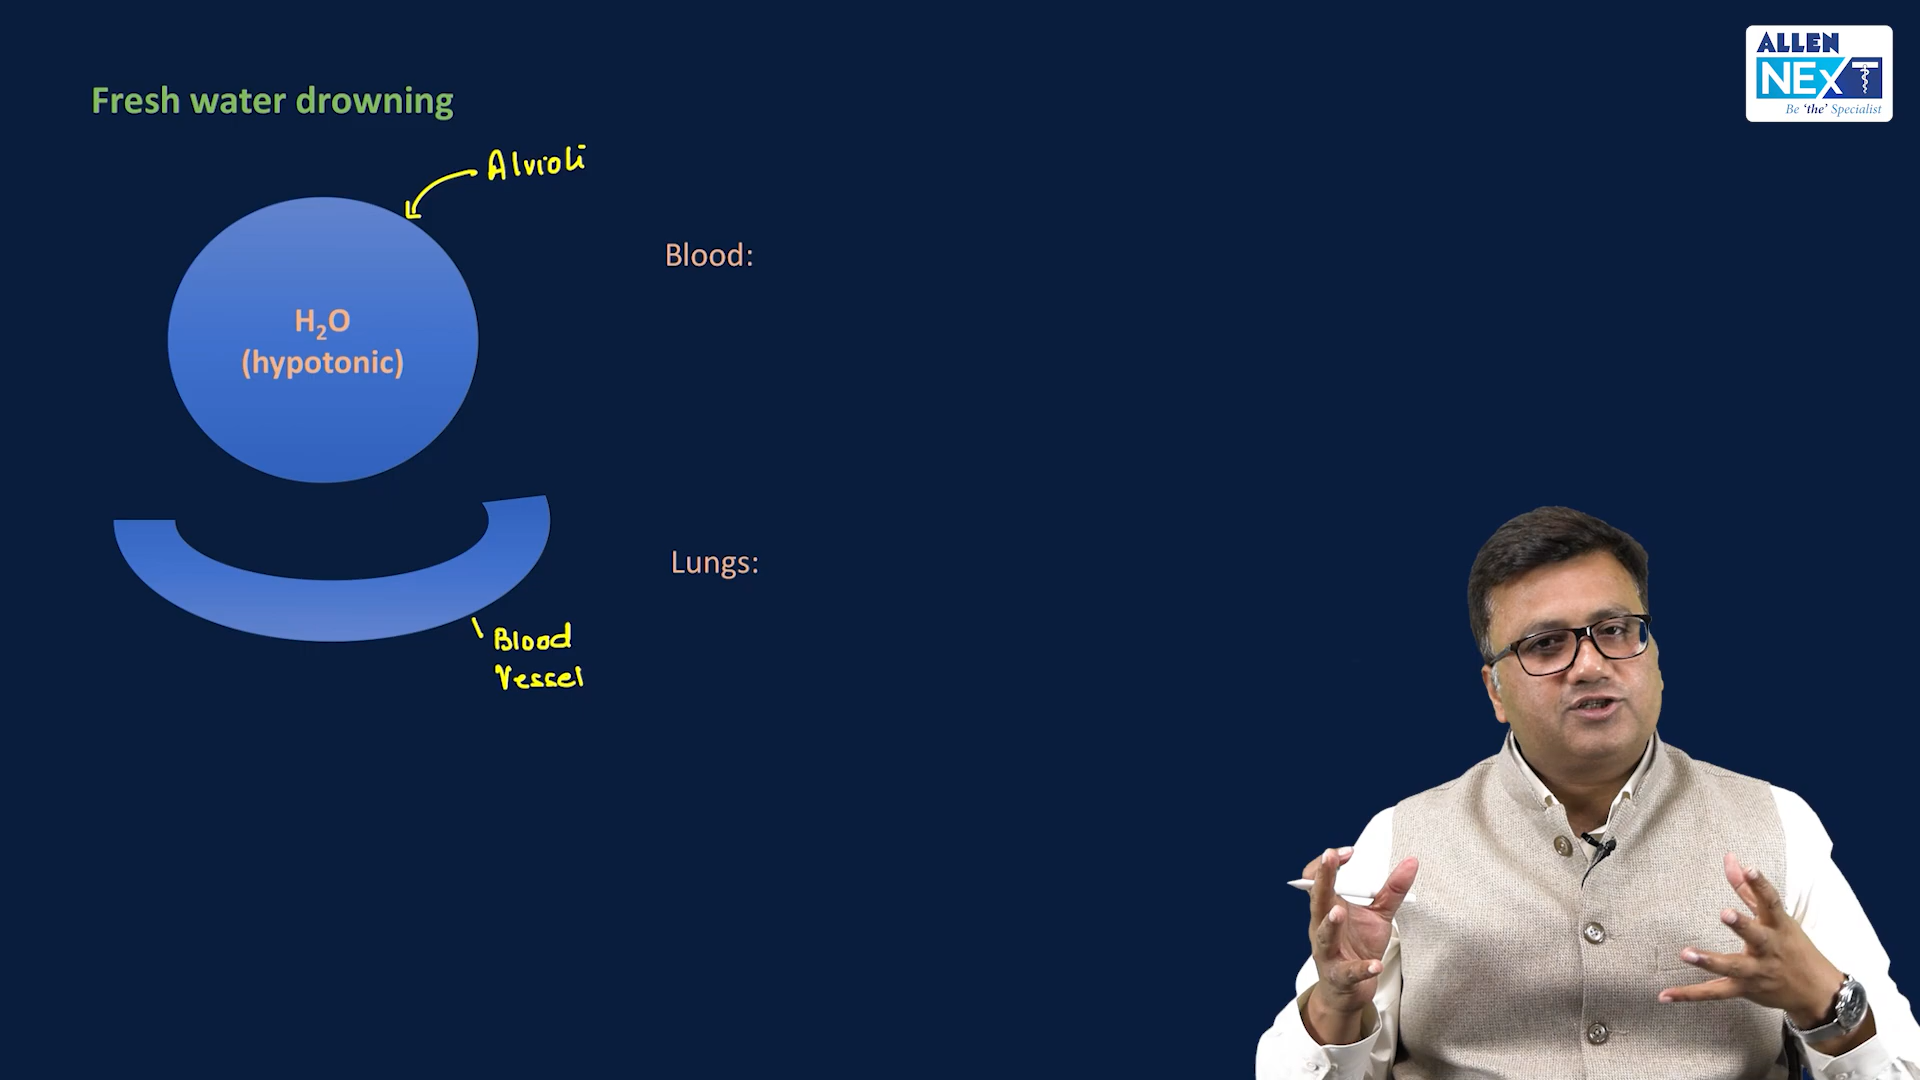 ALLEN
NEXT
Be 'the' Specialist
Fresh water drowning
Alvioli
Blood:
H₂O
(hypotonic)
Lungs:
Blood
Vessel